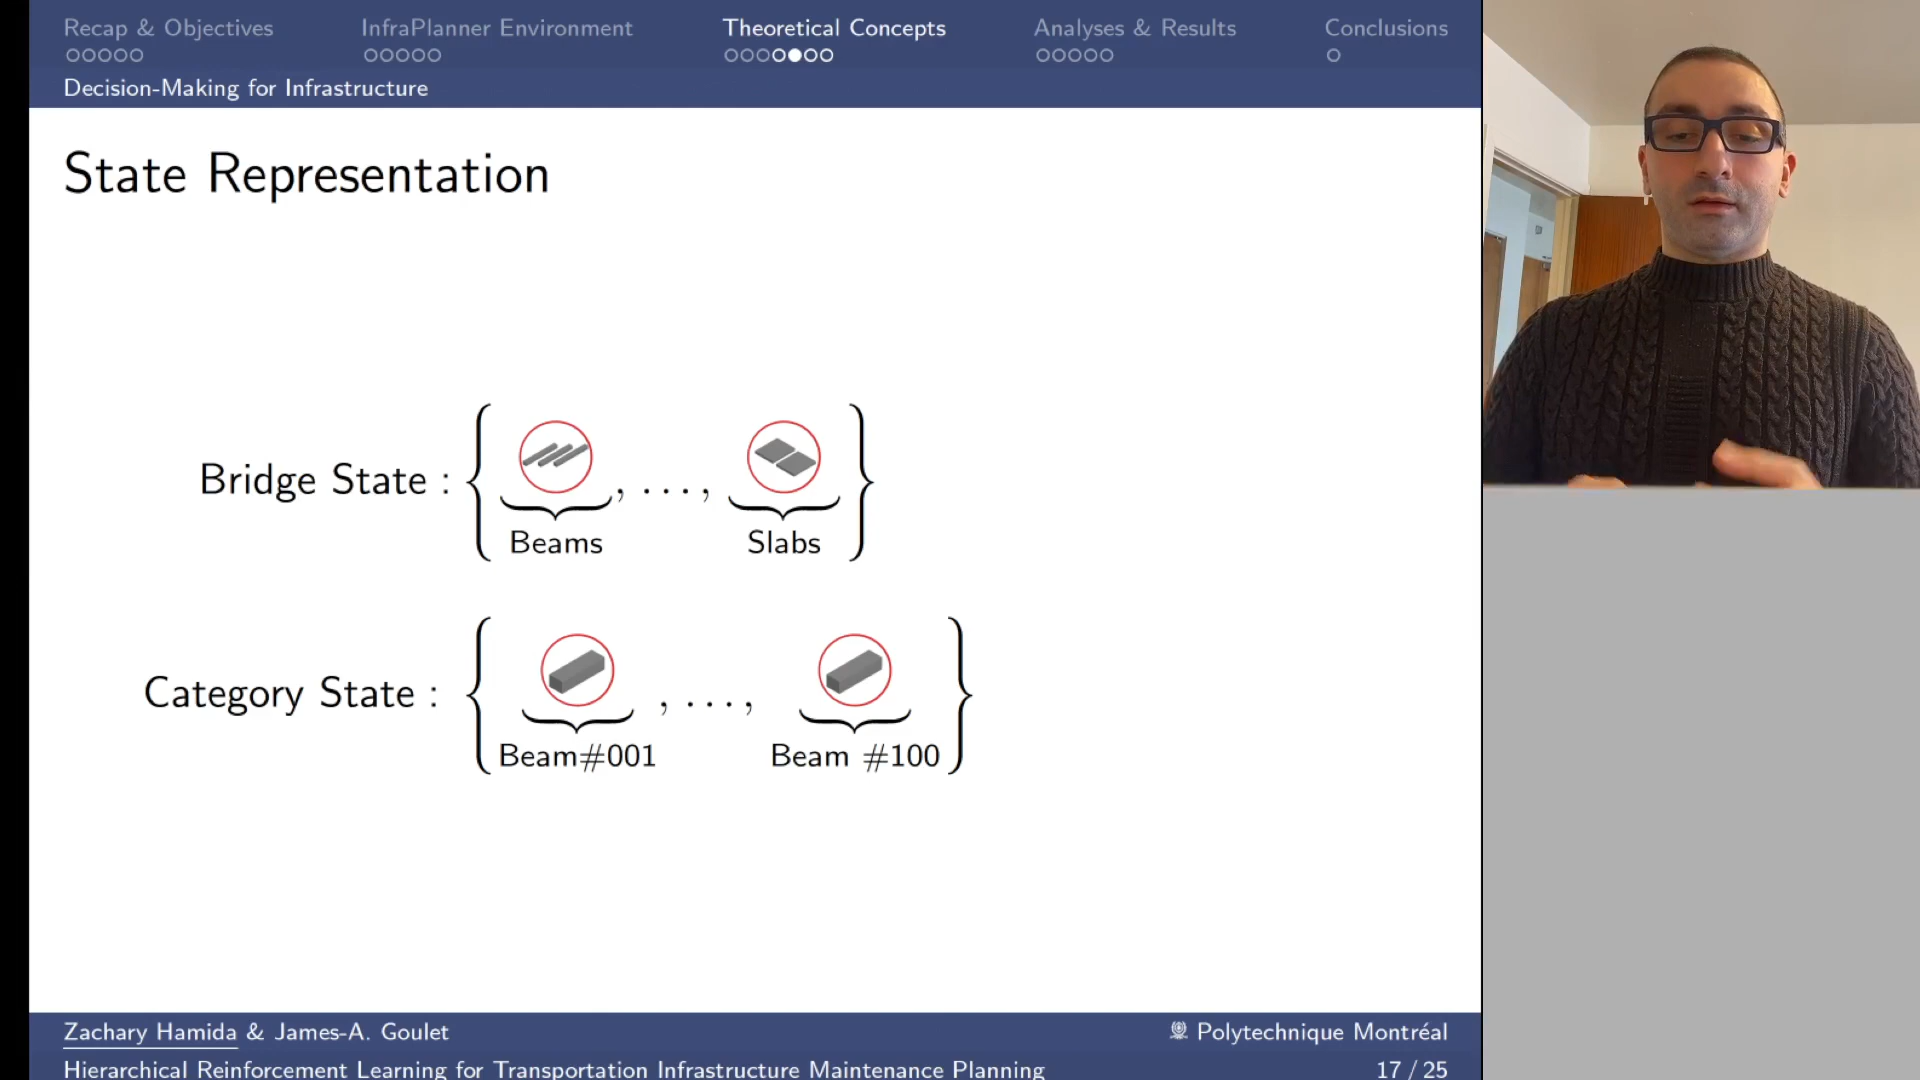 Recap & Objectives
InfraPlanner Environment
Theoretical Concepts
Analyses & Results
Conclusions
Decision-Making for Infrastructure
State Representation
Bridge State : { , . . . , }
Beams
Slabs
Category State : { , . . . , }
Beam#001
Beam #100
Zachary Hamida & James-A. Goulet
Polytechnique Montréal
Hierarchical Reinforcement Learning for Transportation Infrastructure Maintenance Planning
17 / 25